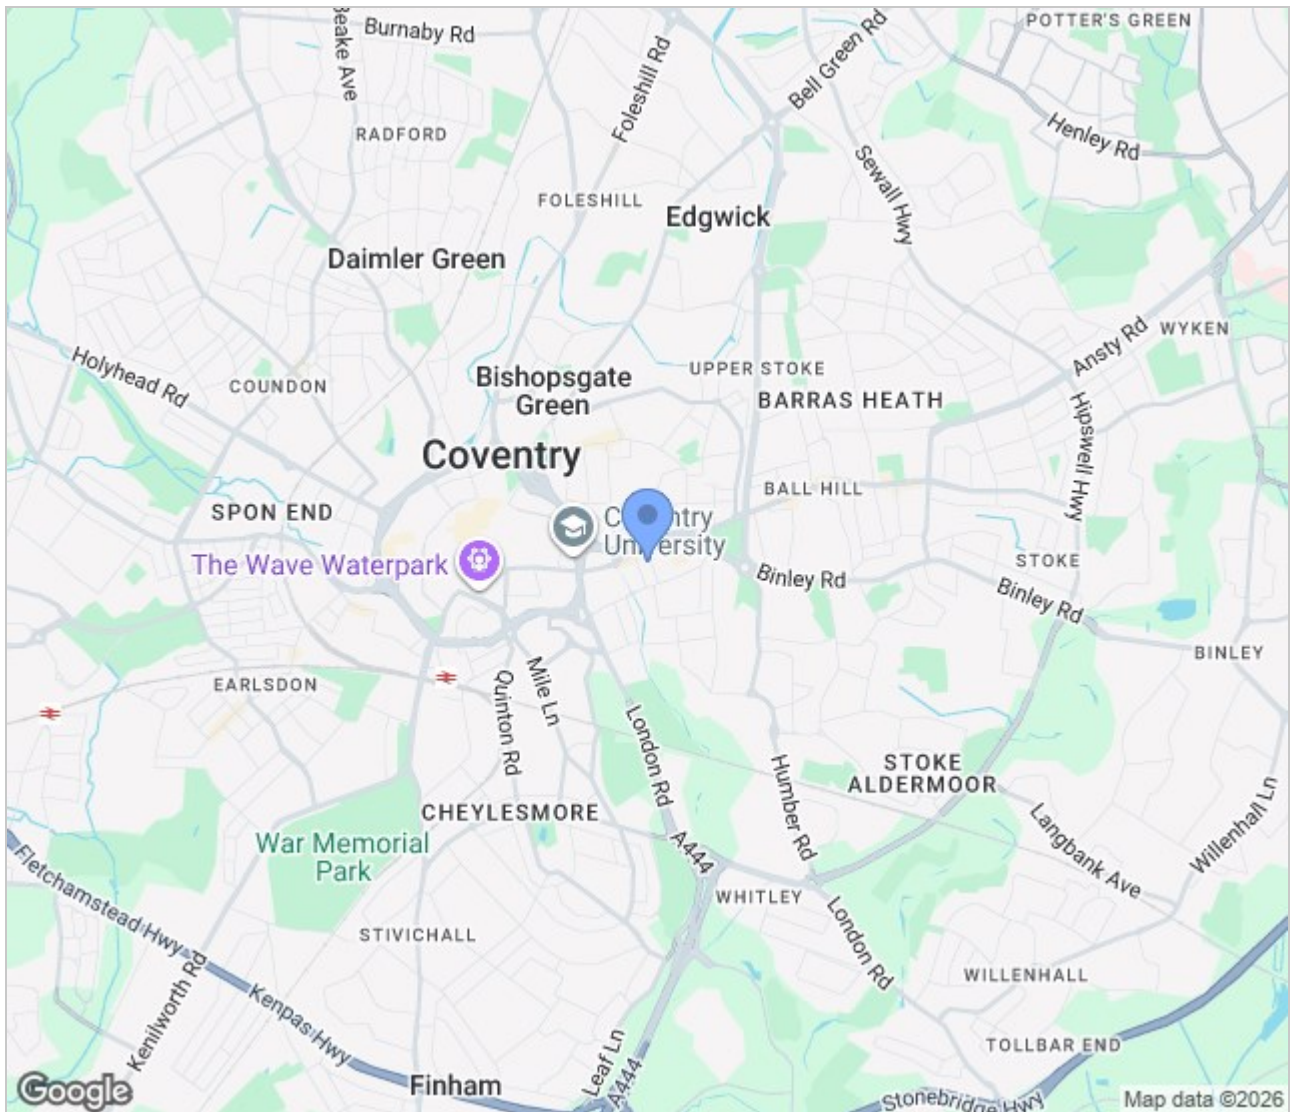 POTTER'S GREEN
Burnaby Rd
Beake Ave
Foleshill Rd
Bell Green Rd
RADFORD
Henley Rd
Sewall Hwy
FOLESHILL
Edgwick
Daimler Green
WYKEN
Ansty Rd
Holyhead Rd
COUNDON
Bishopsgate
Green
UPPER STOKE
BARRAS HEATH
Hipswell Hwy
Coventry
BALL HILL
SPON END
Coventry
University
The Wave Waterpark
Binley Rd
STOKE
Binley Rd
BINLEY
EARLSDON
Quinton Rd
Mile Ln
London Rd
Humber Rd
STOKE
ALDERMOOR
CHEYLESMORE
Langbank Ave
Willenhall Ln
War Memorial
Park
A444
Fletchamstead Hwy
WHITLEY
London Rd
STIVICHALL
WILLENHALL
Kenilworth Rd
Kenpas Hwy
TOLLBAR END
Leaf Ln
A444
Finham
Stonebridge Hwy
Google
Map data ©2026